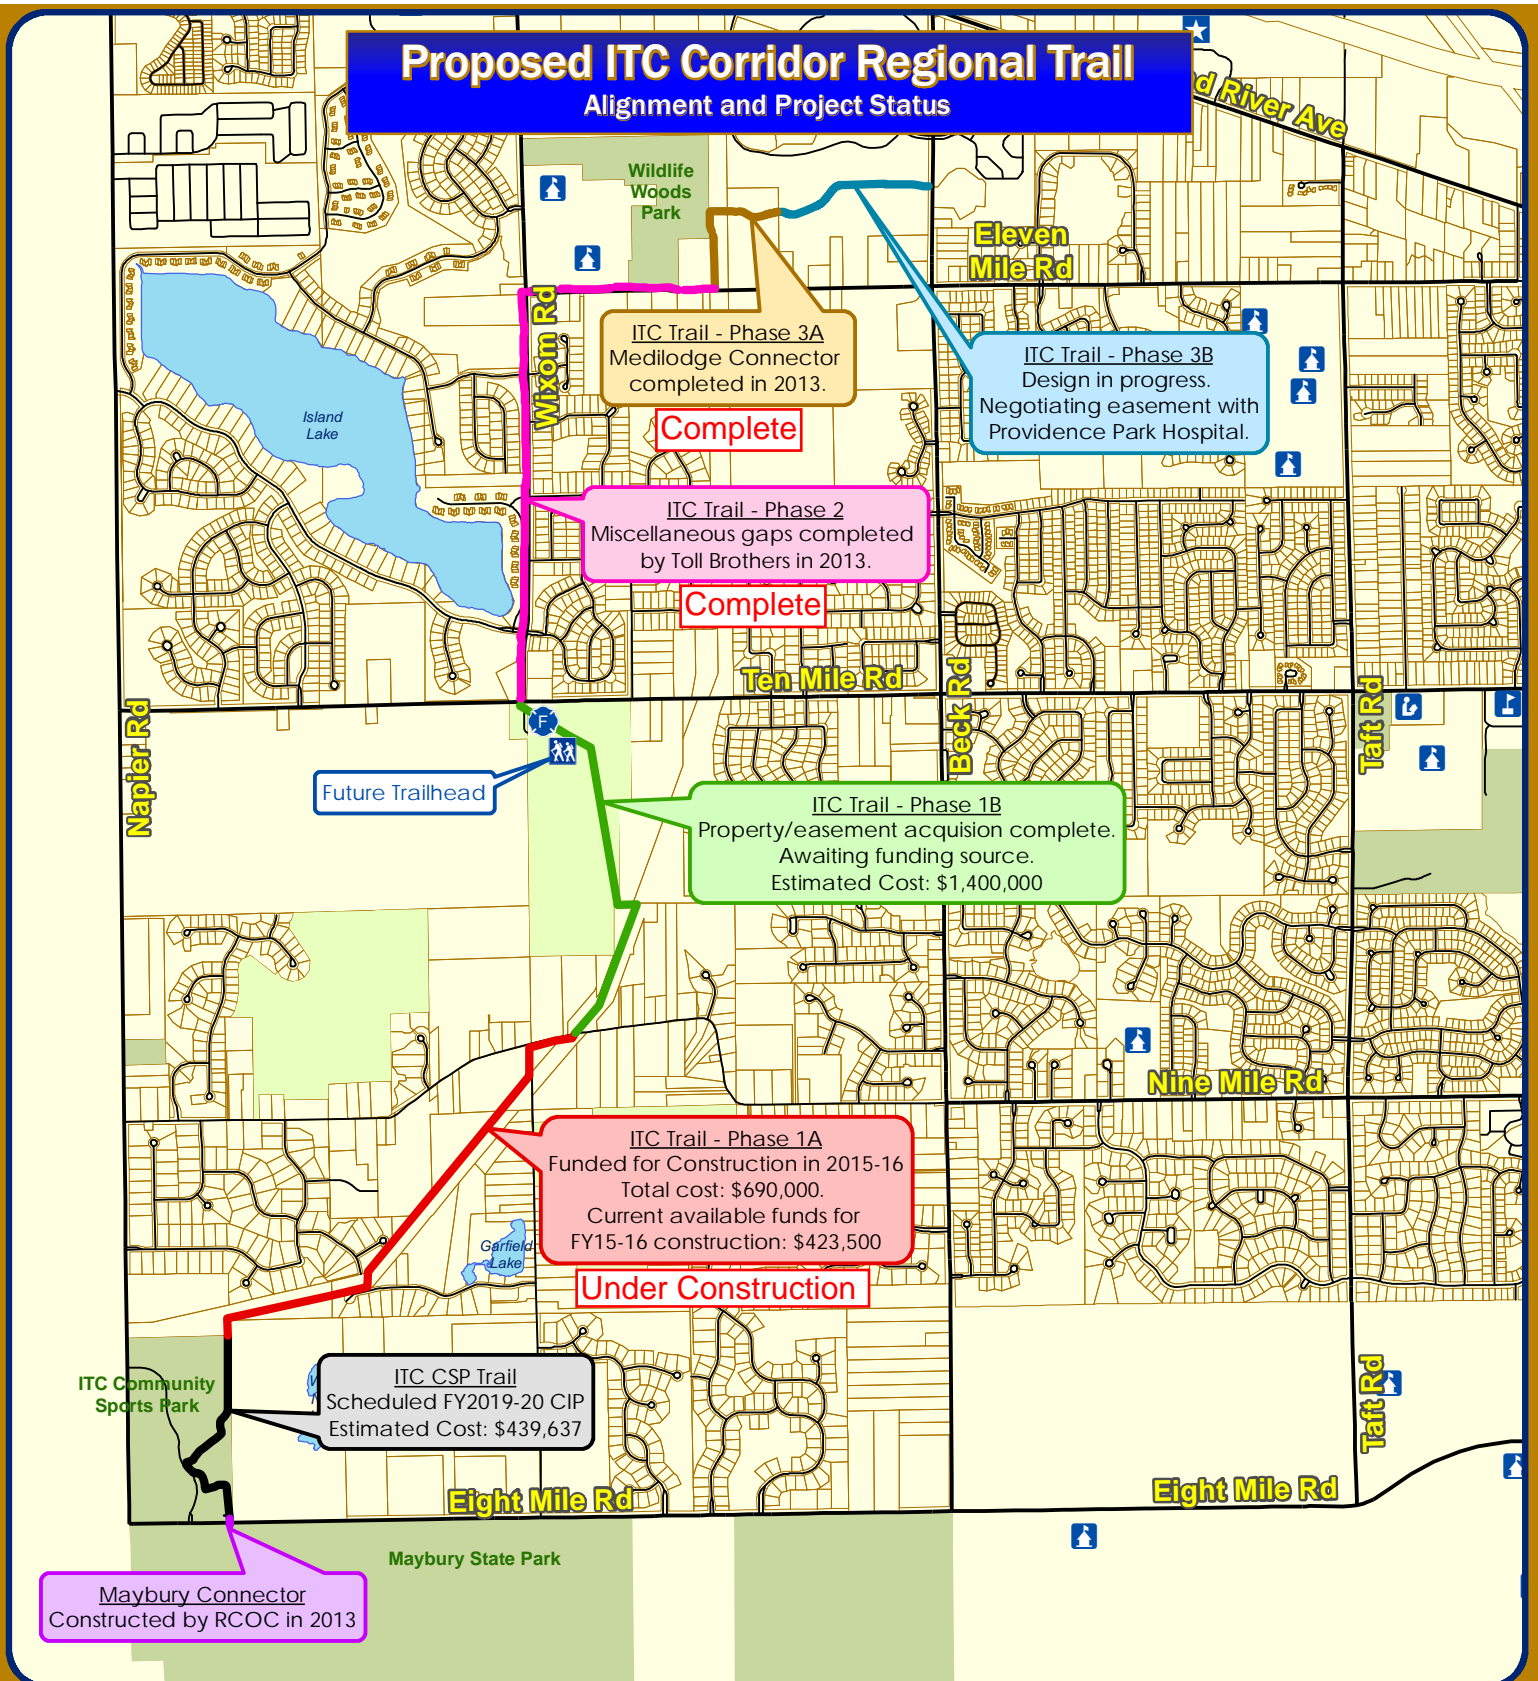 Proposed ITC Corridor Regional Trail
Alignment and Project Status
d River Ave
Wildlife
Woods
Park
Eleven
Mile Rd
Wixom Rd
ITC Trail - Phase 3A
Medilodge Connector
completed in 2013.
Complete
ITC Trail - Phase 3B
Design in progress.
Negotiating easement with
Providence Park Hospital.
Island
Lake
ITC Trail - Phase 2
Miscellaneous gaps completed
by Toll Brothers in 2013.
Complete
Ten Mile Rd
Beck Rd
Taft Rd
Napier Rd
F
Future Trailhead
ITC Trail - Phase 1B
Property/easement acquision complete.
Awaiting funding source.
Estimated Cost: $1,400,000
Nine Mile Rd
ITC Trail - Phase 1A
Funded for Construction in 2015-16
Total cost: $690,000.
Current available funds for
FY15-16 construction: $423,500
Under Construction
Garfield
Lake
ITC Community
Sports Park
ITC CSP Trail
Scheduled FY2019-20 CIP
Estimated Cost: $439,637
Taft Rd
Eight Mile Rd
Eight Mile Rd
Maybury State Park
Maybury Connector
Constructed by RCOC in 2013